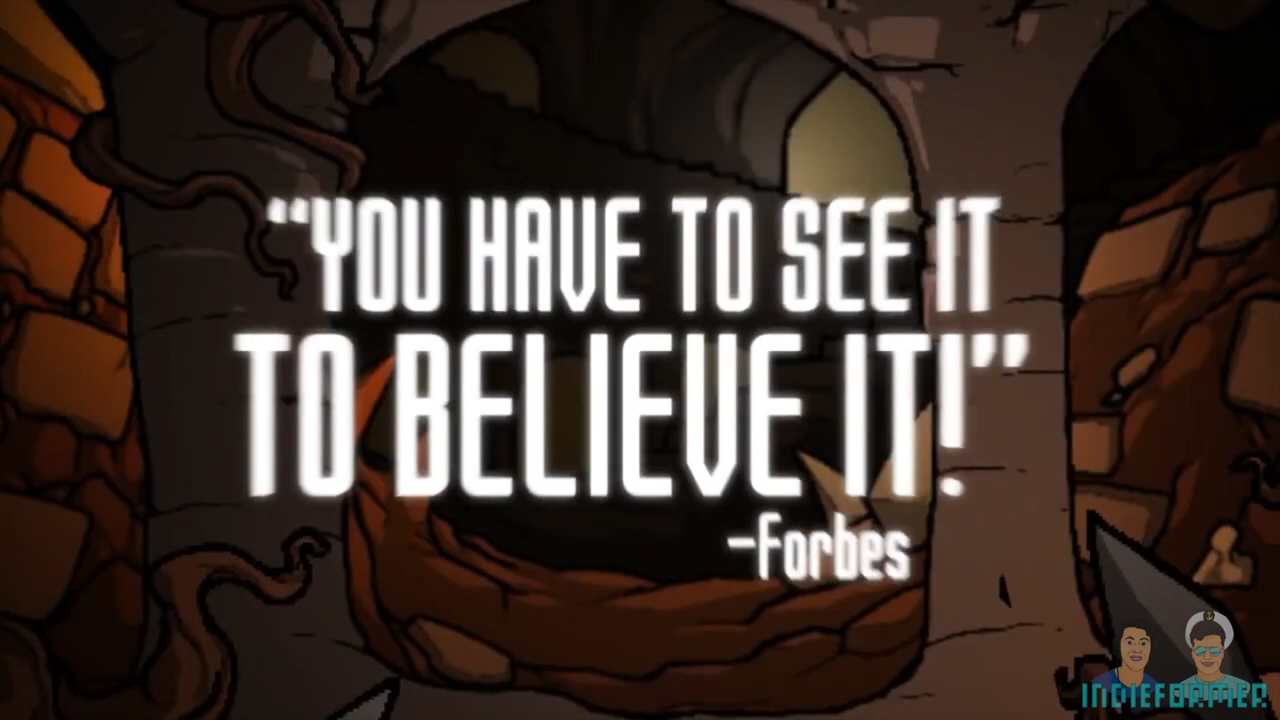 “YOU HAVE TO SEE IT
TO BELIEVE IT!”
-Forbes
INDIEFORMER